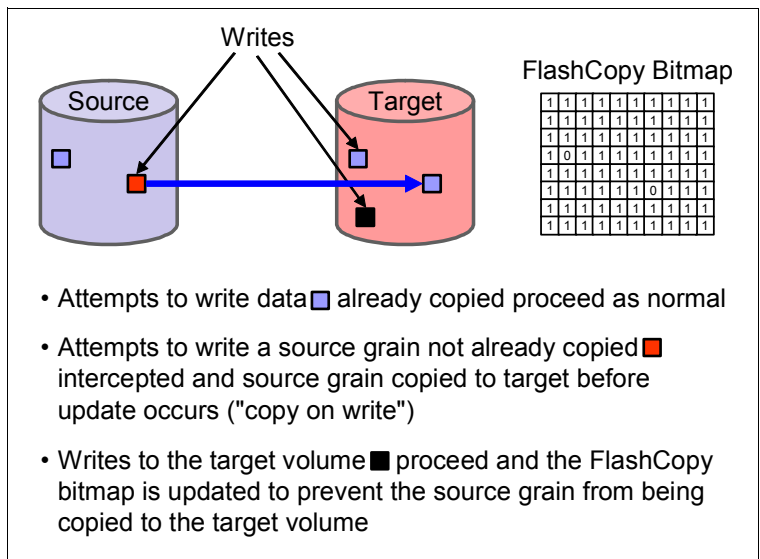 Writes
FlashCopy Bitmap
Source
Target
1 1 1 1 1 1 1 1 1 1
1 1 1 1 1 1 1 1 1 1
1 1 1 1 1 1 1 1 1 1
1 0 1 1 1 1 1 1 1 1
1 1 1 1 1 1 1 1 1 1
1 1 1 1 1 1 0 1 1 1
1 1 1 1 1 1 1 1 1 1
1 1 1 1 1 1 1 1 1 1
• Attempts to write data already copied proceed as normal
• Attempts to write a source grain not already copied
intercepted and source grain copied to target before
update occurs ("copy on write")
• Writes to the target volume proceed and the FlashCopy
bitmap is updated to prevent the source grain from being
copied to the target volume